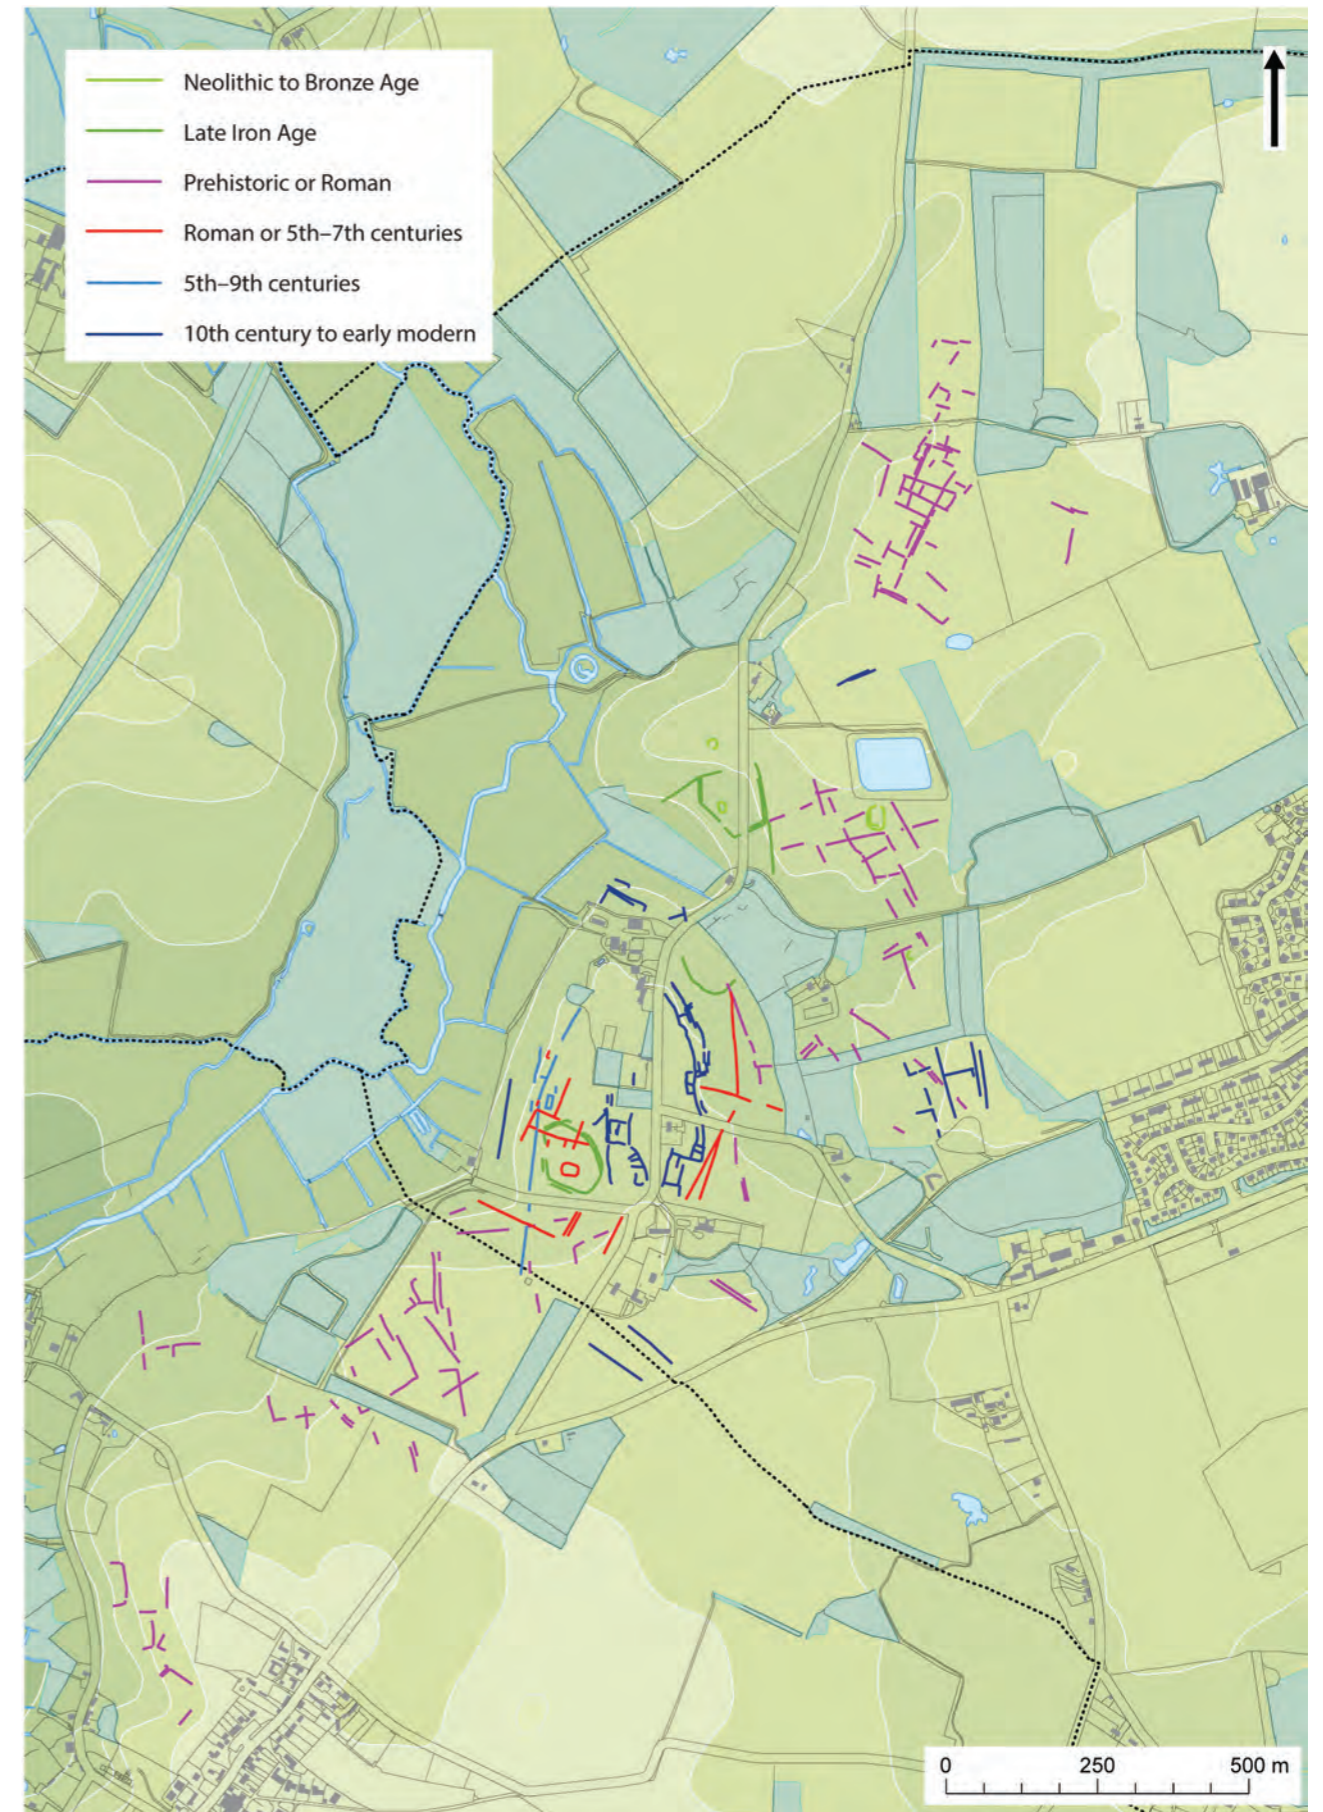 Neolithic to Bronze Age
Late Iron Age
Prehistoric or Roman
Roman or 5th–7th centuries
5th–9th centuries
10th century to early modern
0 250 500 m